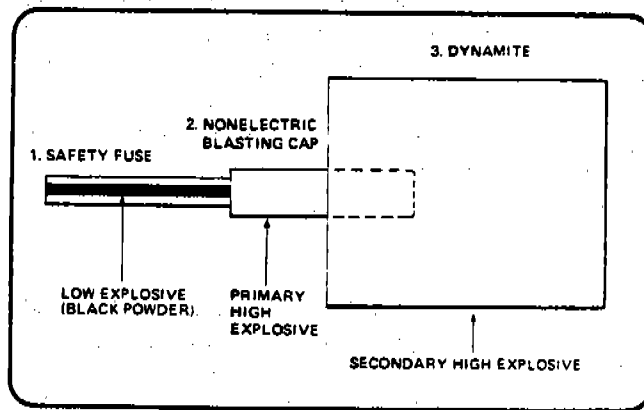 3. DYNAMITE
2. NONELECTRIC
BLASTING CAP
1. SAFETY FUSE
LOW EXPLOSIVE
(BLACK POWDER)
PRIMARY
HIGH
EXPLOSIVE
SECONDARY HIGH EXPLOSIVE